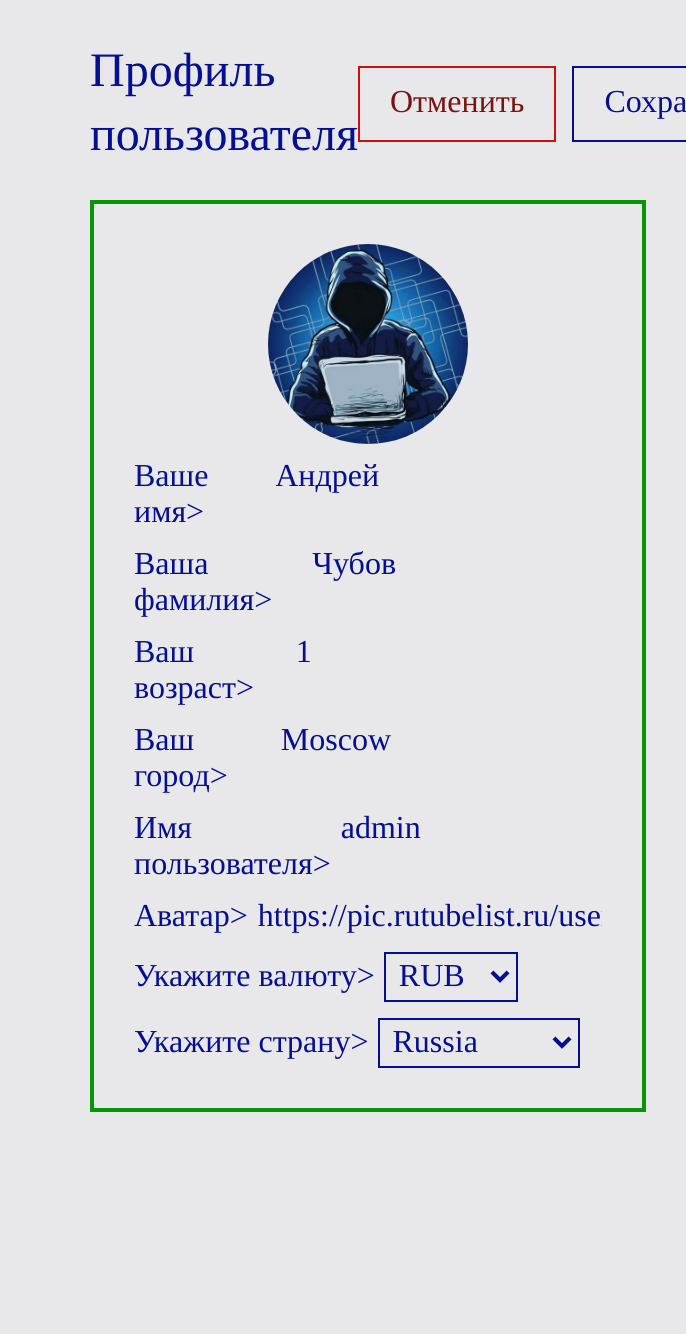 Профиль
пользователя
Отменить
Сохра
Ваше
имя>
Андрей
Ваша
фамилия>
Чубов
Ваш
возраст>
1
Ваш
город>
Moscow
Имя
пользователя>
admin
Аватар> https://pic.rutubelist.ru/use
Укажите валюту> RUB
Укажите страну> Russia